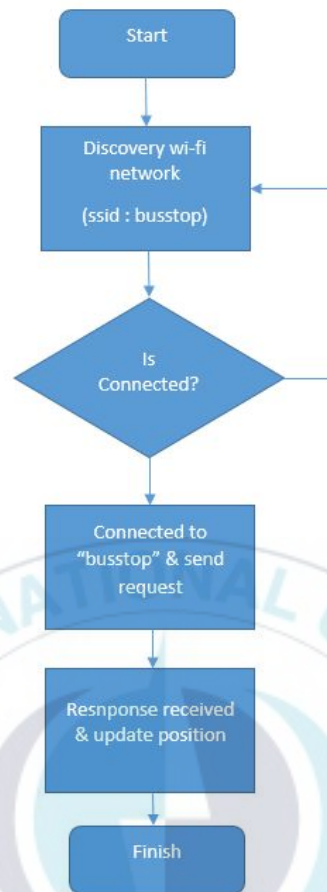 Start
Discovery wi-fi
network
(ssid : busstop)
Is
Connected?
Connected to
“busstop” & send
request
Resnponse received
& update position
Finish